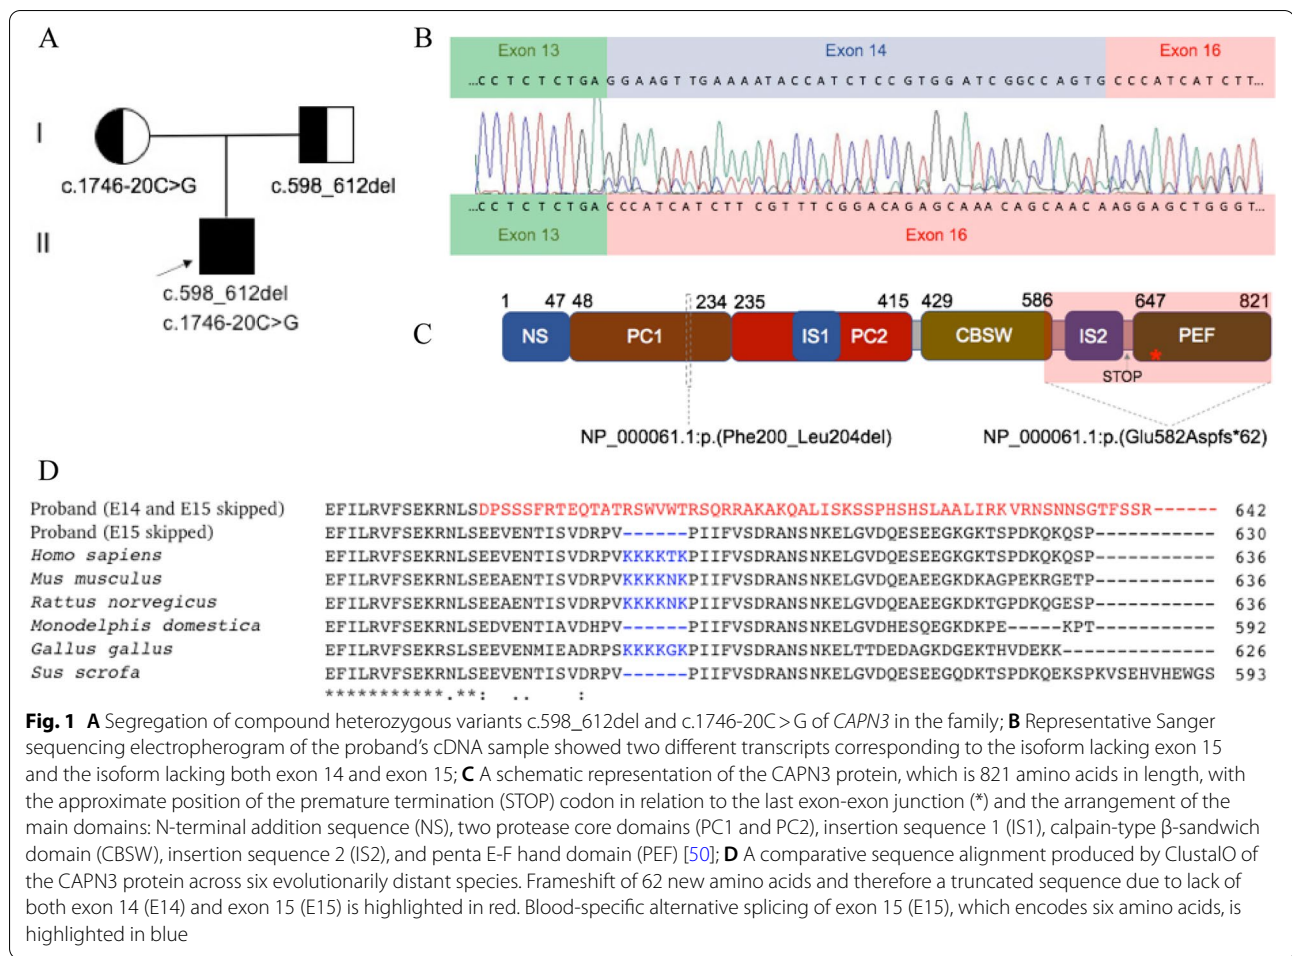 A
I
c.1746-20C>G
c.598_612del
II
c.598_612del
c.1746-20C>G
B
Exon 13 Exon 14 Exon 16
...C C T C T C T G A G G A A G T T G A A A A T A C C A T C T C C G T G G A T C G G C C A G T G C C C A T C A T C T T...
...C C T C T C T G A C C C A T C A T C T T C G T T T C G G A C A G A G C A A A C A G C A A C A A G G A G C T G G G T...
Exon 13 Exon 16
C
1 47 48 234 235 415 429 586 647 821
NS PC1 IS1 PC2 CBSW IS2 PEF
*
STOP
NP_000061.1:p.(Phe200_Leu204del) NP_000061.1:p.(Glu582Aspfs*62)
D
Proband (E14 and E15 skipped) EFILRVFSEKRNLSDPSSSFRTEQTATRSWVWTRSQRRAKAKQALISKSSPHSHSLAALIRKVRNSNNSGTFSSR------ 642
Proband (E15 skipped) EFILRVFSEKRNLSEEVENTISVDRPV------PIIFVSDRANSNKELGVDQESEEGKGKTSPDKQKQSP----------- 630
Homo sapiens EFILRVFSEKRNLSEEVENTISVDRPVKKKKTKPIIFVSDRANSNKELGVDQESEEGKGKTSPDKQKQSP----------- 636
Mus musculus EFILRVFSEKRNLSEEAENTISVDRPVKKKKNKPIIFVSDRANSNKELGVDQEAEEGKDKAGPEKRGETP----------- 636
Rattus norvegicus EFILRVFSEKRNLSEEAENTISVDRPVKKKKNKPIIFVSDRANSNKELGVDQEAEEGKDKTGPDKQGESP----------- 636
Monodelphis domestica EFILRVFSEKRNLSEDVENTIAVDHPV------PIIFVSDRANSNKELGVDHESQEGKDKPE-----KPT----------- 592
Gallus gallus EFILRVFSEKRSLSEEVENMIEADRPSKKKKGKPIIFVSDRANSNKELTTDEDAGKDGEKTHVDEKK-------------- 626
Sus scrofa EFILRVFSEKRNLSEEVENTISVDRPV------PIIFVSDRANSNKELGVDQESEEGQDKTSPDKQEKSPKVSEHVHEWGS 593
***********.**: .. :
Fig. 1 A Segregation of compound heterozygous variants c.598_612del and c.1746-20C > G of CAPN3 in the family; B Representative Sanger
sequencing electropherogram of the proband's cDNA sample showed two different transcripts corresponding to the isoform lacking exon 15
and the isoform lacking both exon 14 and exon 15; C A schematic representation of the CAPN3 protein, which is 821 amino acids in length, with
the approximate position of the premature termination (STOP) codon in relation to the last exon-exon junction (*) and the arrangement of the
main domains: N-terminal addition sequence (NS), two protease core domains (PC1 and PC2), insertion sequence 1 (IS1), calpain-type β-sandwich
domain (CBSW), insertion sequence 2 (IS2), and penta E-F hand domain (PEF) [50]; D A comparative sequence alignment produced by ClustalO of
the CAPN3 protein across six evolutionarily distant species. Frameshift of 62 new amino acids and therefore a truncated sequence due to lack of
both exon 14 (E14) and exon 15 (E15) is highlighted in red. Blood-specific alternative splicing of exon 15 (E15), which encodes six amino acids, is
highlighted in blue